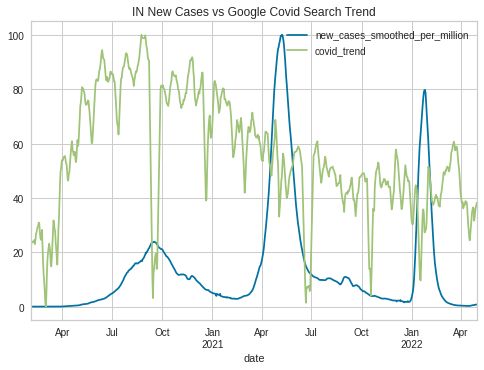 IN New Cases vs Google Covid Search Trend
new_cases_smoothed_per_million
covid_trend
100
80
60
40
20
0
Apr Jul Oct Jan Apr Jul Oct Jan Apr
2021 2022
date